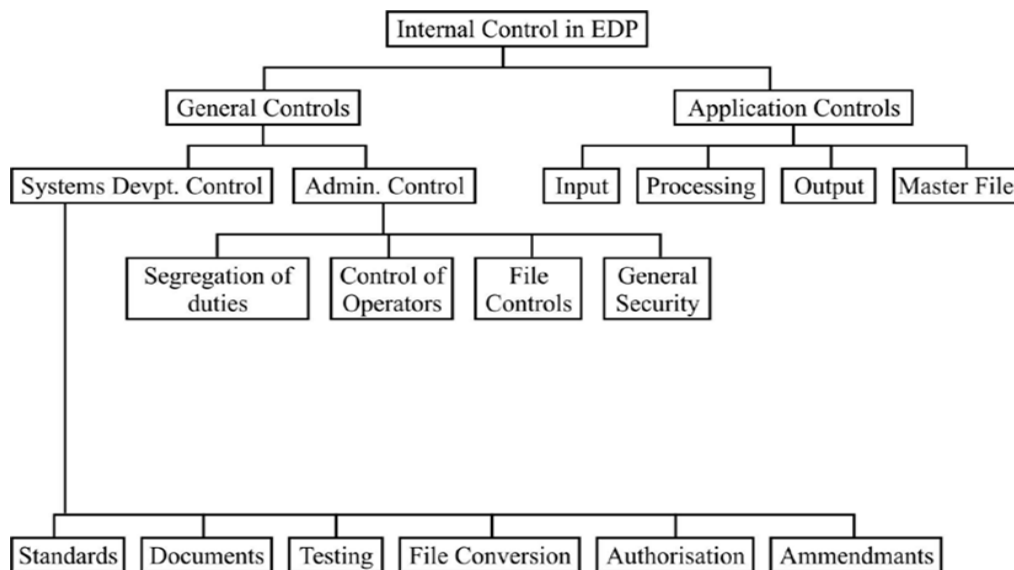 Internal Control in EDP
General Controls
Application Controls
Systems Devpt. Control
Admin. Control
Input
Processing
Output
Master File
Segregation of
duties
Control of
Operators
File
Controls
General
Security
Standards
Documents
Testing
File Conversion
Authorisation
Ammendmants